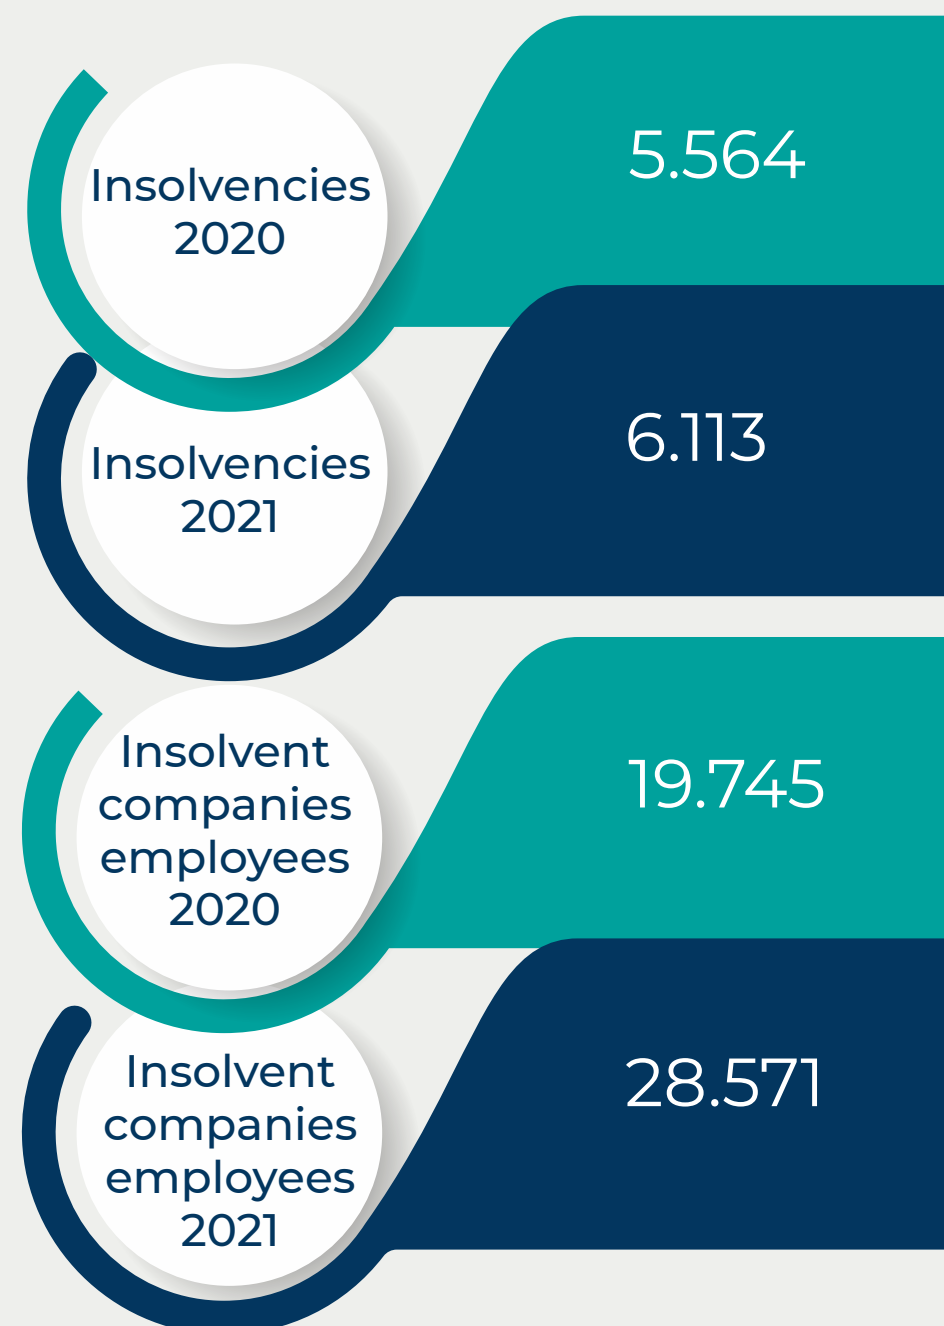 Insolvencies
2020
5.564
Insolvencies
2021
6.113
Insolvent
companies
employees
2020
19.745
Insolvent
companies
employees
2021
28.571